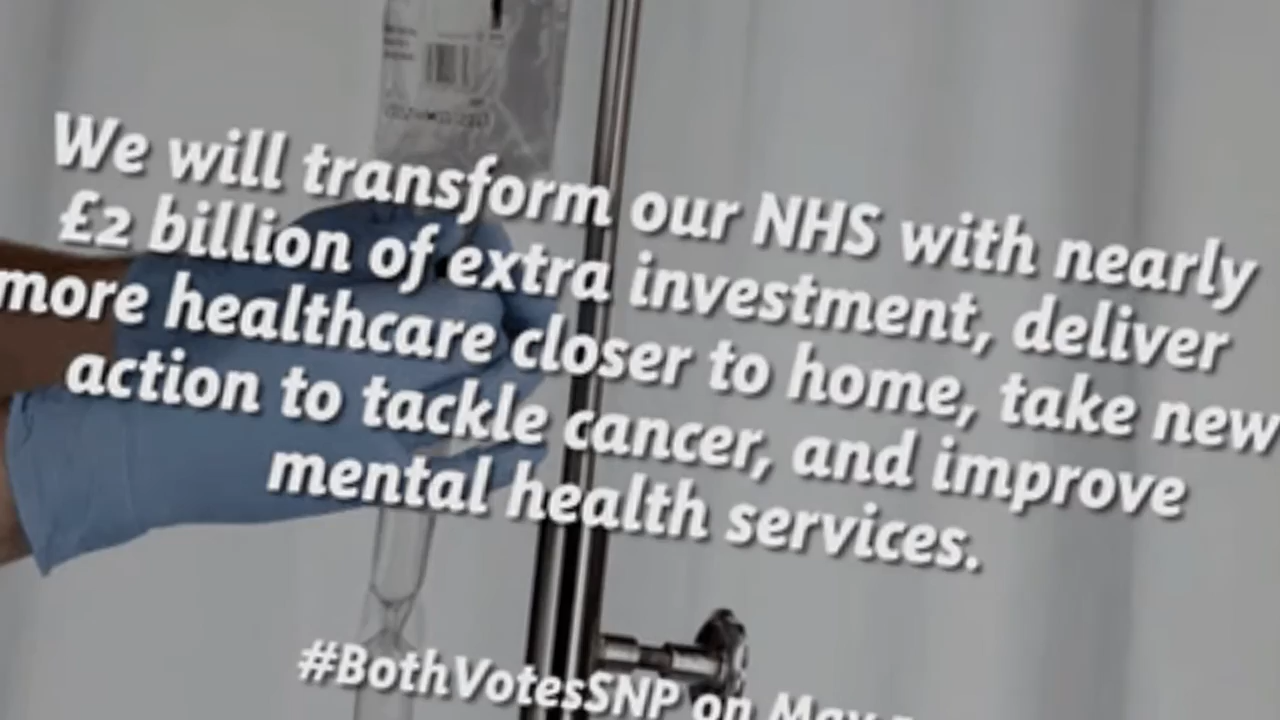 We will transform our NHS with nearly
£2 billion of extra investment, deliver
more healthcare closer to home, take new
action to tackle cancer, and improve
mental health services.
#BothVotesSNP on May